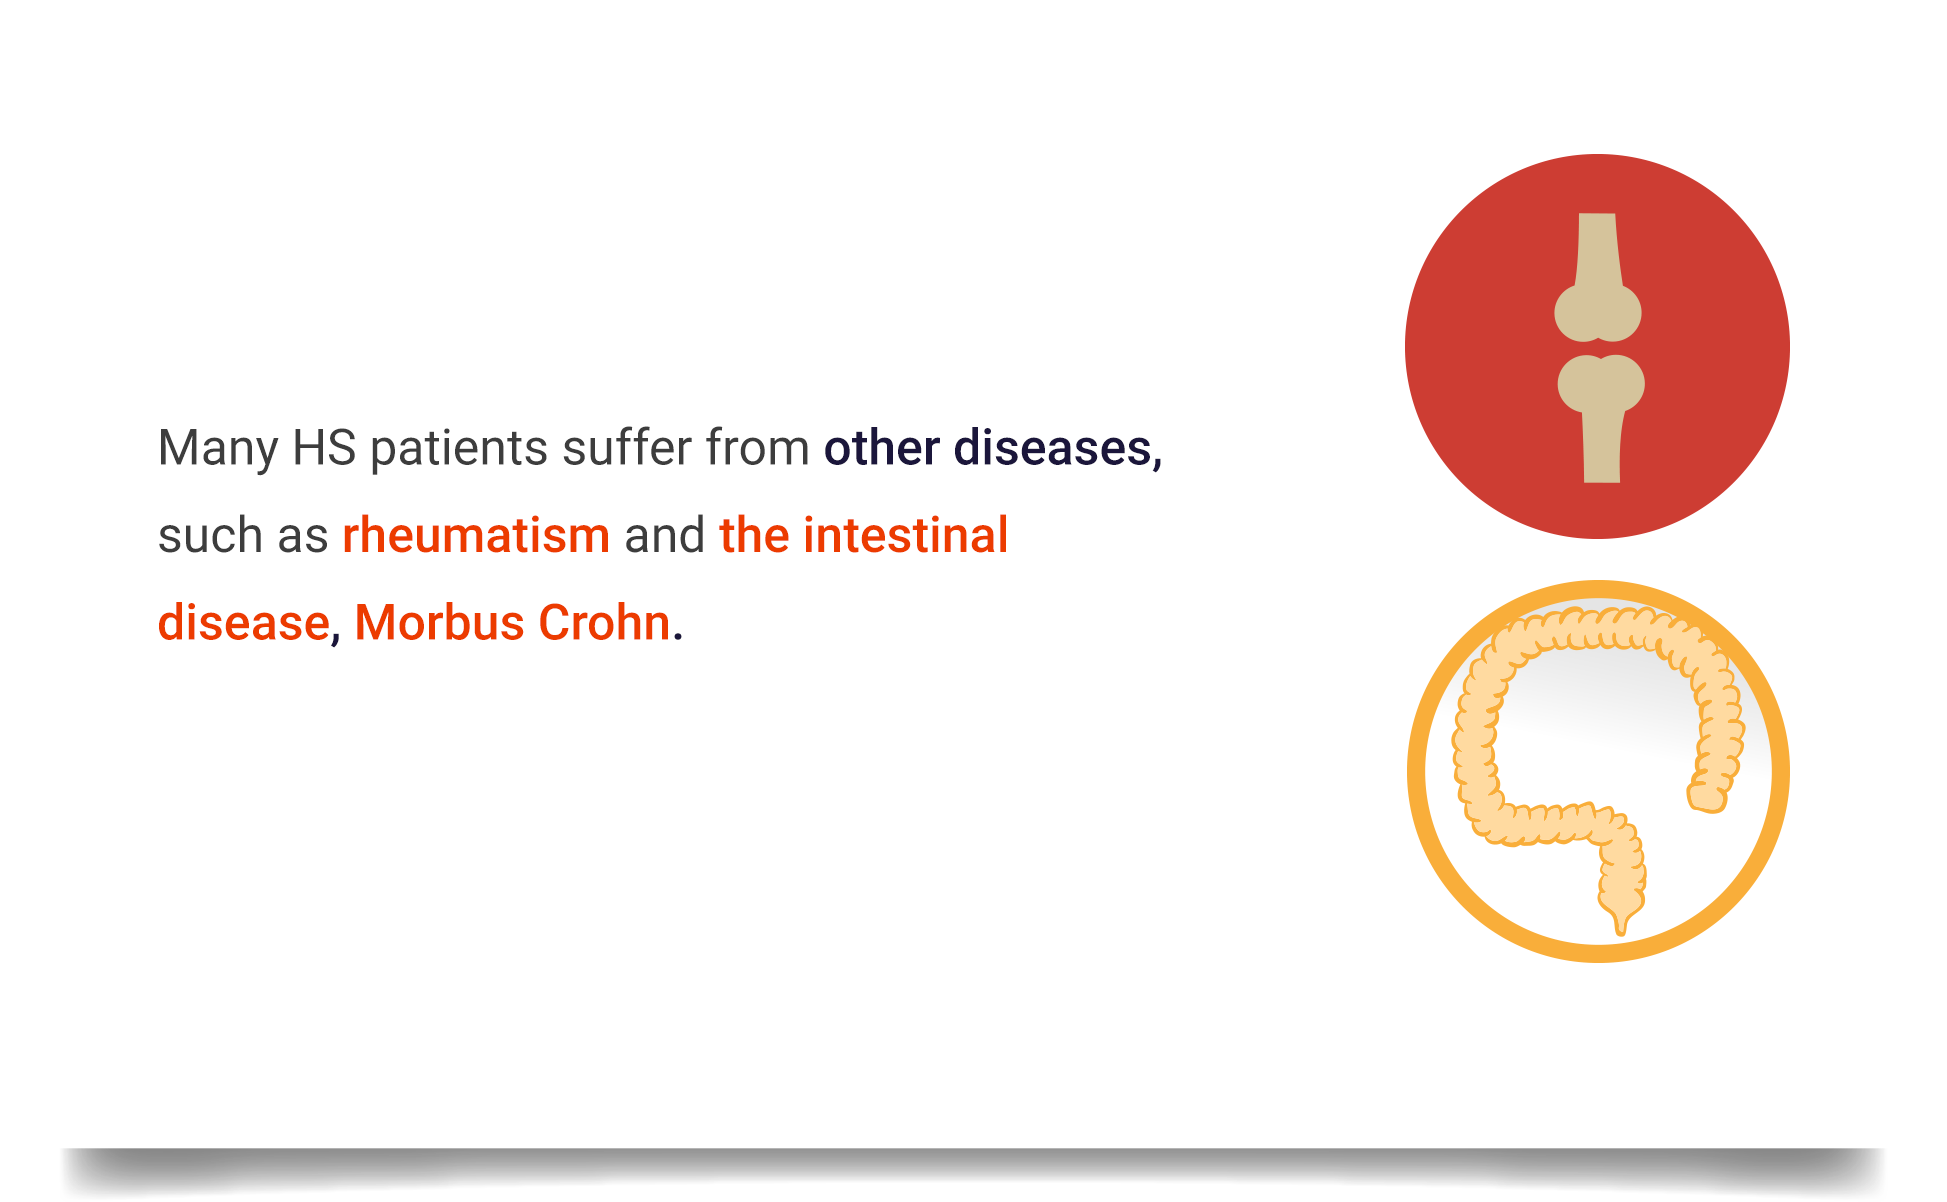 Many HS patients suffer from other diseases,
such as rheumatism and the intestinal
disease, Morbus Crohn.